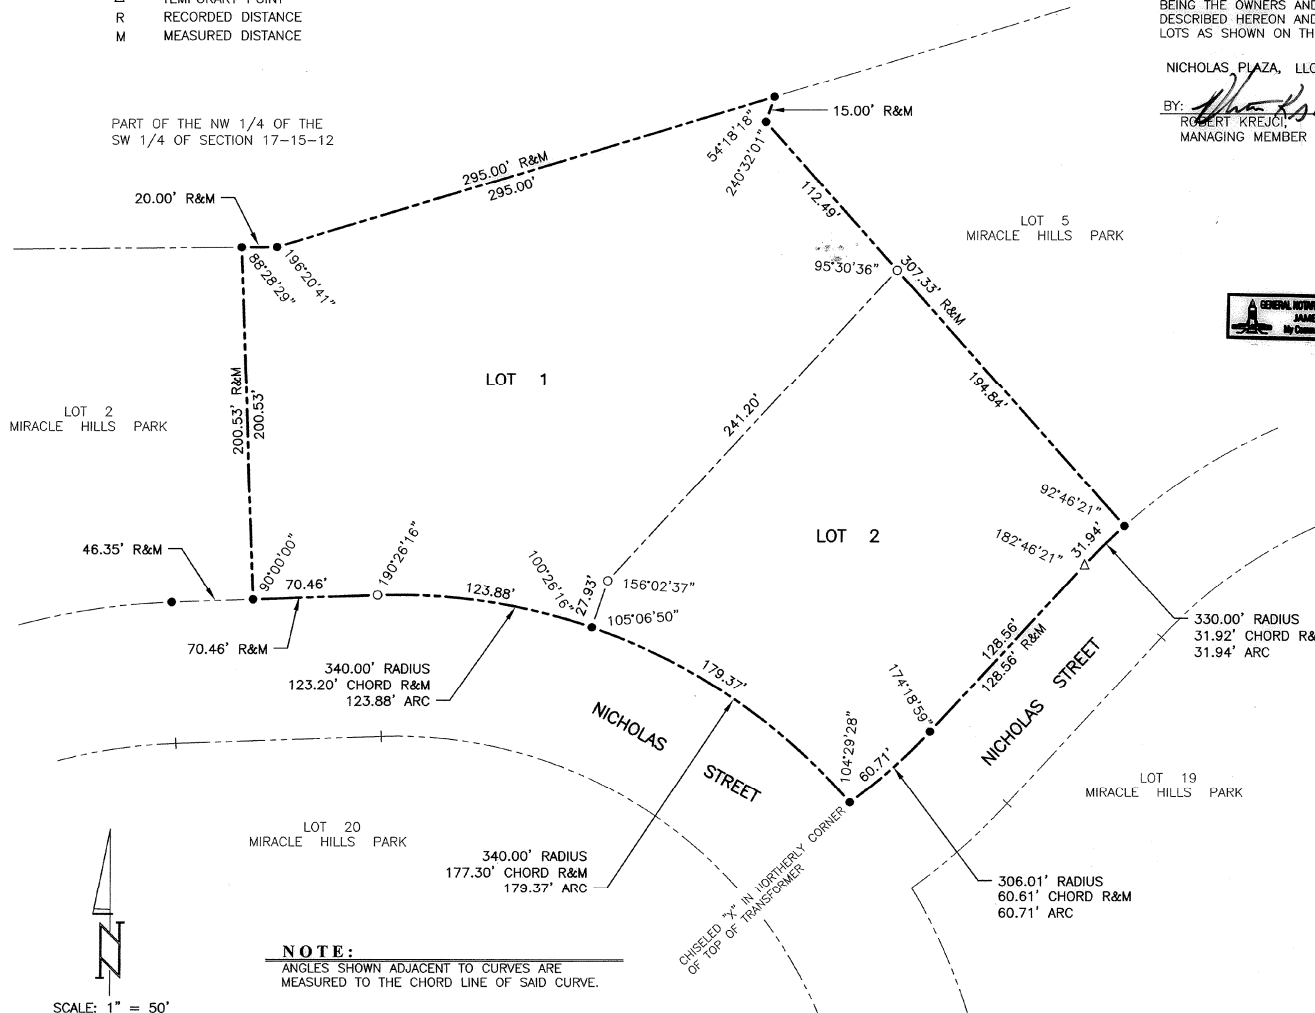 TEMPORARY POINT
R RECORDED DISTANCE
M MEASURED DISTANCE
BEING THE OWNERS AND
DESCRIBED HEREON AND
LOTS AS SHOWN ON TH
NICHOLAS PLAZA, LLC
BY:
ROBERT KREJCI,
MANAGING MEMBER
PART OF THE NW 1/4 OF THE
SW 1/4 OF SECTION 17-15-12
15.00' R&M
54°18'18"
240°32'01"
295.00' R&M
295.00'
20.00' R&M
112.49'
LOT 5
MIRACLE HILLS PARK
88°28'29"
196°20'41"
95°30'36"
307.33' R&M
GENERAL NOTAR
JAME
My Comm
LOT 1
200.53' R&M
200.53'
LOT 2
MIRACLE HILLS PARK
241.20'
194.84'
92°46'21"
LOT 2
182°46'21"
31.94'
46.35' R&M
90°00'00"
70.46'
190°26'16"
123.88'
100°26'16"
27.93'
156°02'37"
105°06'50"
70.46' R&M
340.00' RADIUS
123.20' CHORD R&M
123.88' ARC
179.37'
128.56'
128.56' R&M
330.00' RADIUS
31.92' CHORD R&
31.94' ARC
NICHOLAS STREET
174°18'59"
NICHOLAS STREET
104°29'28"
60.71'
LOT 19
MIRACLE HILLS PARK
LOT 20
MIRACLE HILLS PARK
CHISELED "X" IN NORTHERLY CORNER
OF TOP OF TRANSFORMER
340.00' RADIUS
177.30' CHORD R&M
179.37' ARC
306.01' RADIUS
60.61' CHORD R&M
60.71' ARC
N
NOTE:
ANGLES SHOWN ADJACENT TO CURVES ARE
MEASURED TO THE CHORD LINE OF SAID CURVE.
SCALE: 1" = 50'